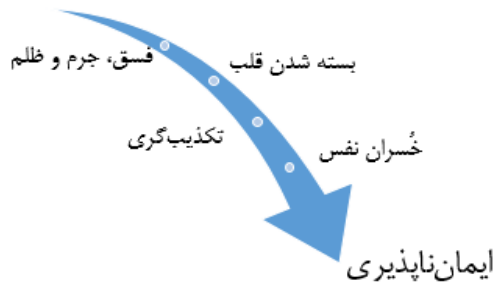 فسق، جرم و ظلم
بسته شدن قلب
تکذیب‌گری
خُسران نفس
ایمان‌ناپذیری